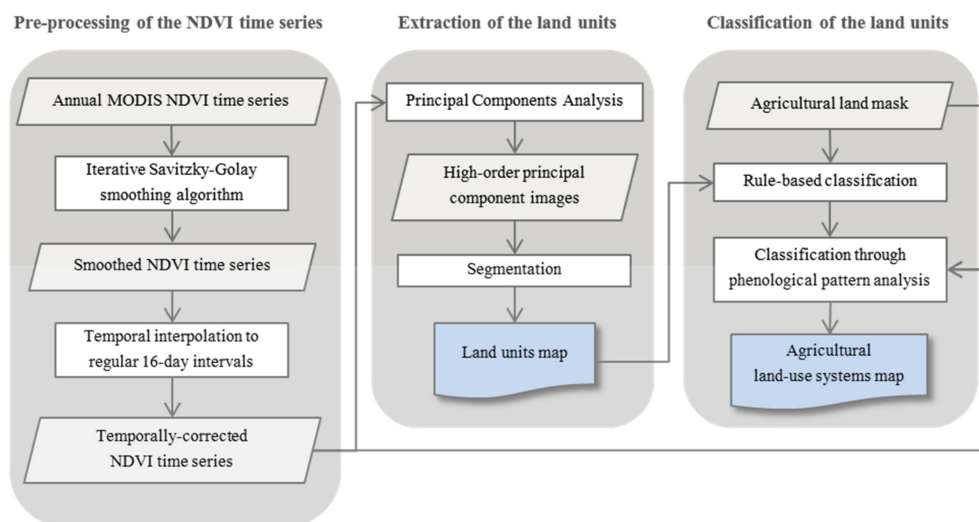 Pre-processing of the NDVI time series
Annual MODIS NDVI time series
Iterative Savitzky-Golay
smoothing algorithm
Smoothed NDVI time series
Temporal interpolation to
regular 16-day intervals
Temporally-corrected
NDVI time series
Extraction of the land units
Principal Components Analysis
High-order principal
component images
Segmentation
Land units map
Classification of the land units
Agricultural land mask
Rule-based classification
Classification through
phenological pattern analysis
Agricultural
land-use systems map